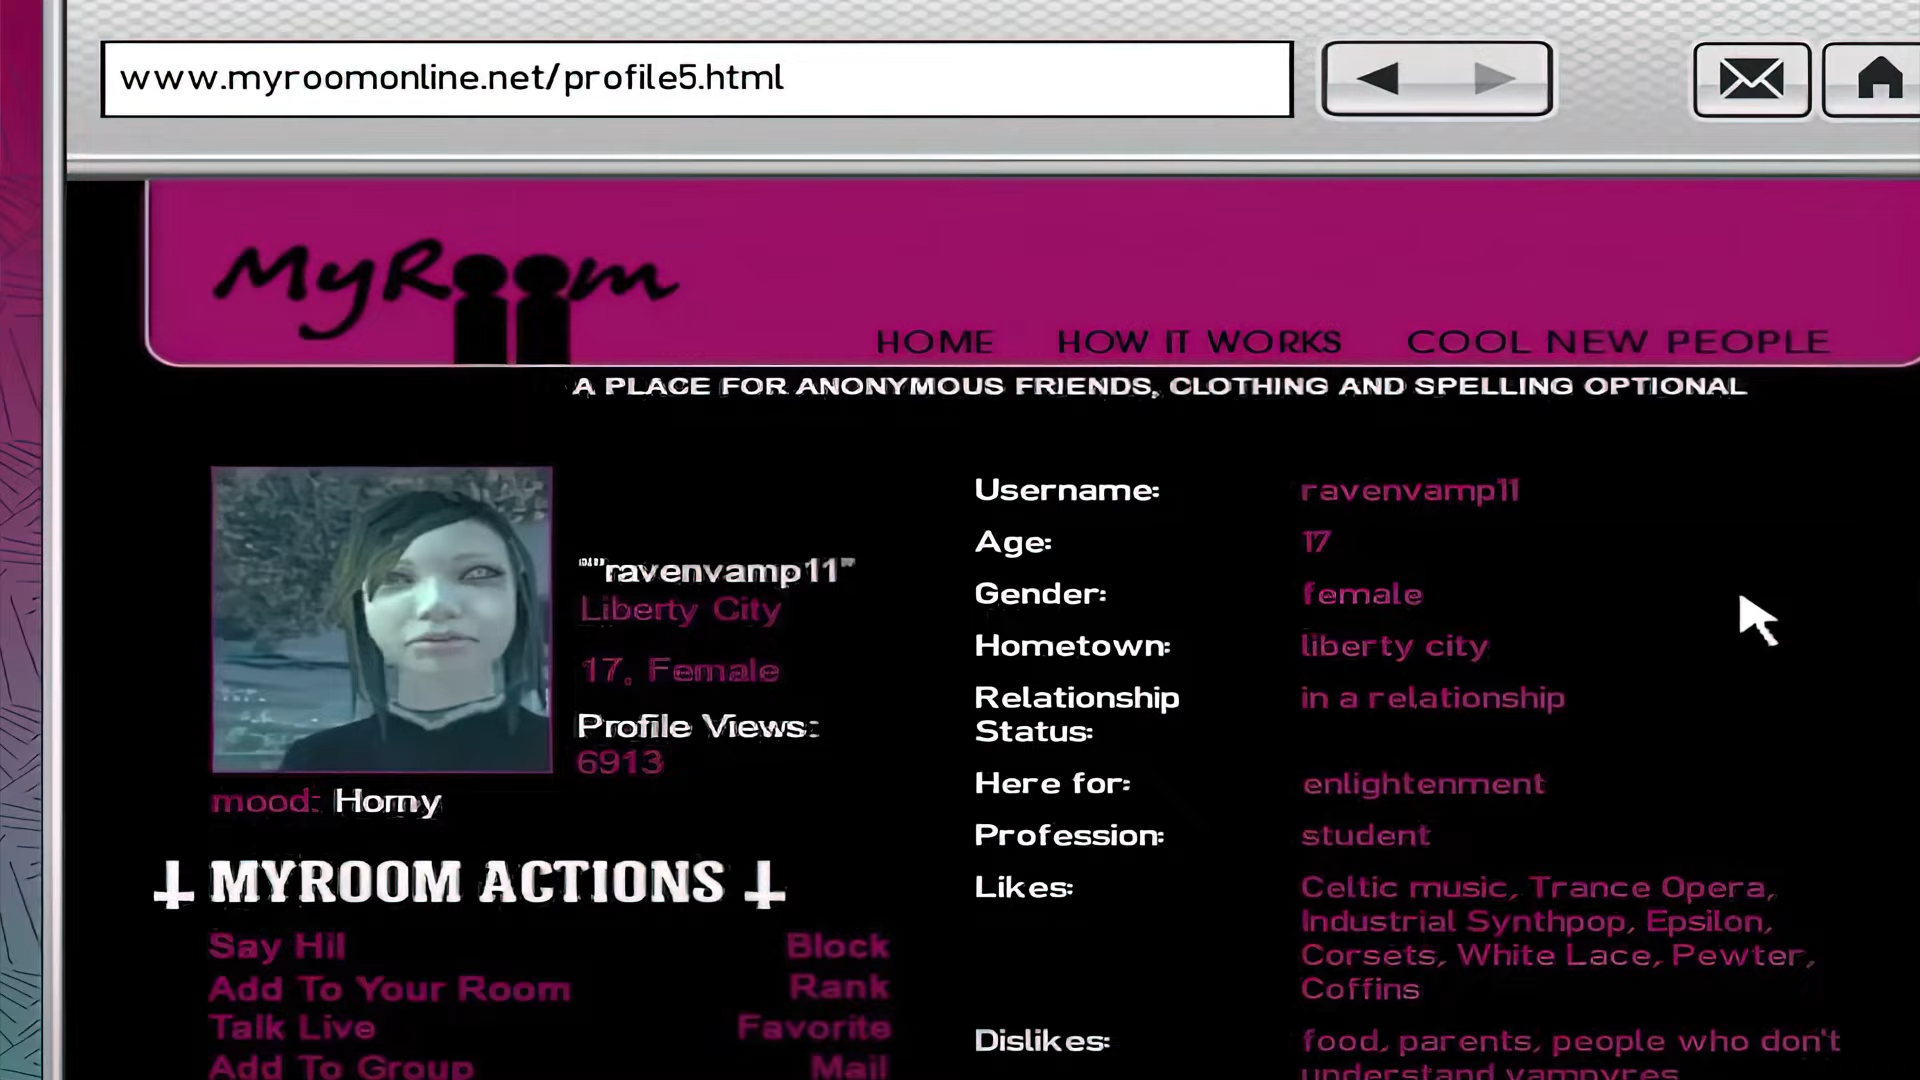 www.myroomonline.net/profile5.html
MyRoom
HOME HOW IT WORKS COOL NEW PEOPLE
A PLACE FOR ANONYMOUS FRIENDS, CLOTHING AND SPELLING OPTIONAL
""ravenvamp11"
Liberty City
17, Female
Profile Views:
6913
mood: Horny
MYROOM ACTIONS
Say Hi! Block
Add To Your Room Rank
Talk Live Favorite
Add To Group Mail
Username: ravenvamp11
Age: 17
Gender: female
Hometown: liberty city
Relationship in a relationship
Status:
Here for: enlightenment
Profession: student
Likes: Celtic music, Trance Opera,
Industrial Synthpop, Epsilon,
Corsets, White Lace, Pewter,
Coffins
Dislikes: food, parents, people who don't
understand vampyres